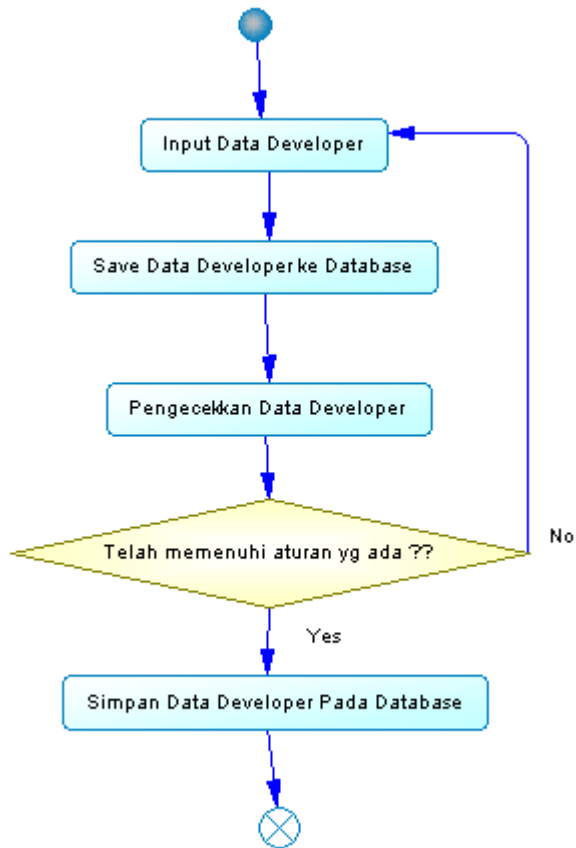 Input Data Developer
Save Data Developer ke Database
Pengecekkan Data Developer
Telah memenuhi aturan yg ada ??
No
Yes
Simpan Data Developer Pada Database